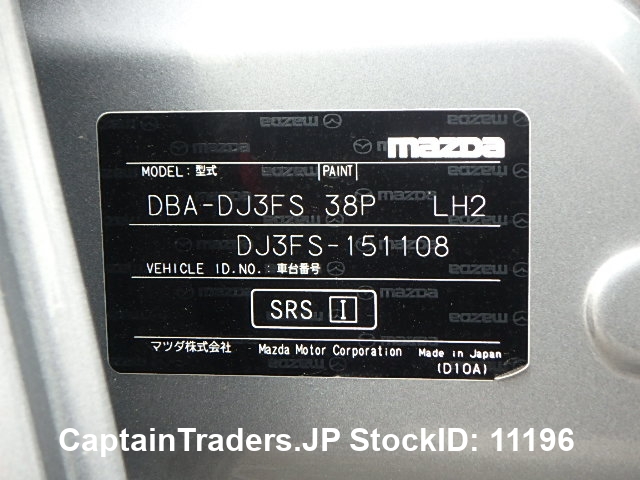 mazda
MODEL:型式 PAINT
DBA-DJ3FS 38P LH2
DJ3FS-151108
VEHICLE ID.NO.:車台番号
SRS I
マツダ株式会社 Mazda Motor Corporation Made in Japan
(D10A)
CaptainTraders.JP StockID: 11196